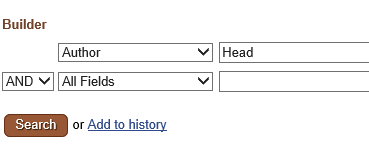 Builder
Author Head
AND All Fields
Search or Add to history